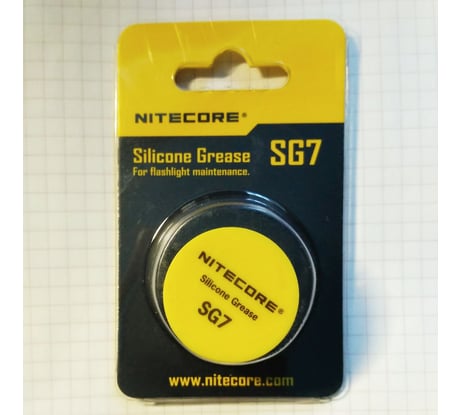 NITECORE®
Silicone Grease SG7
For flashlight maintenance.
NITECORE®
Silicone Grease
SG7
www.nitecore.com